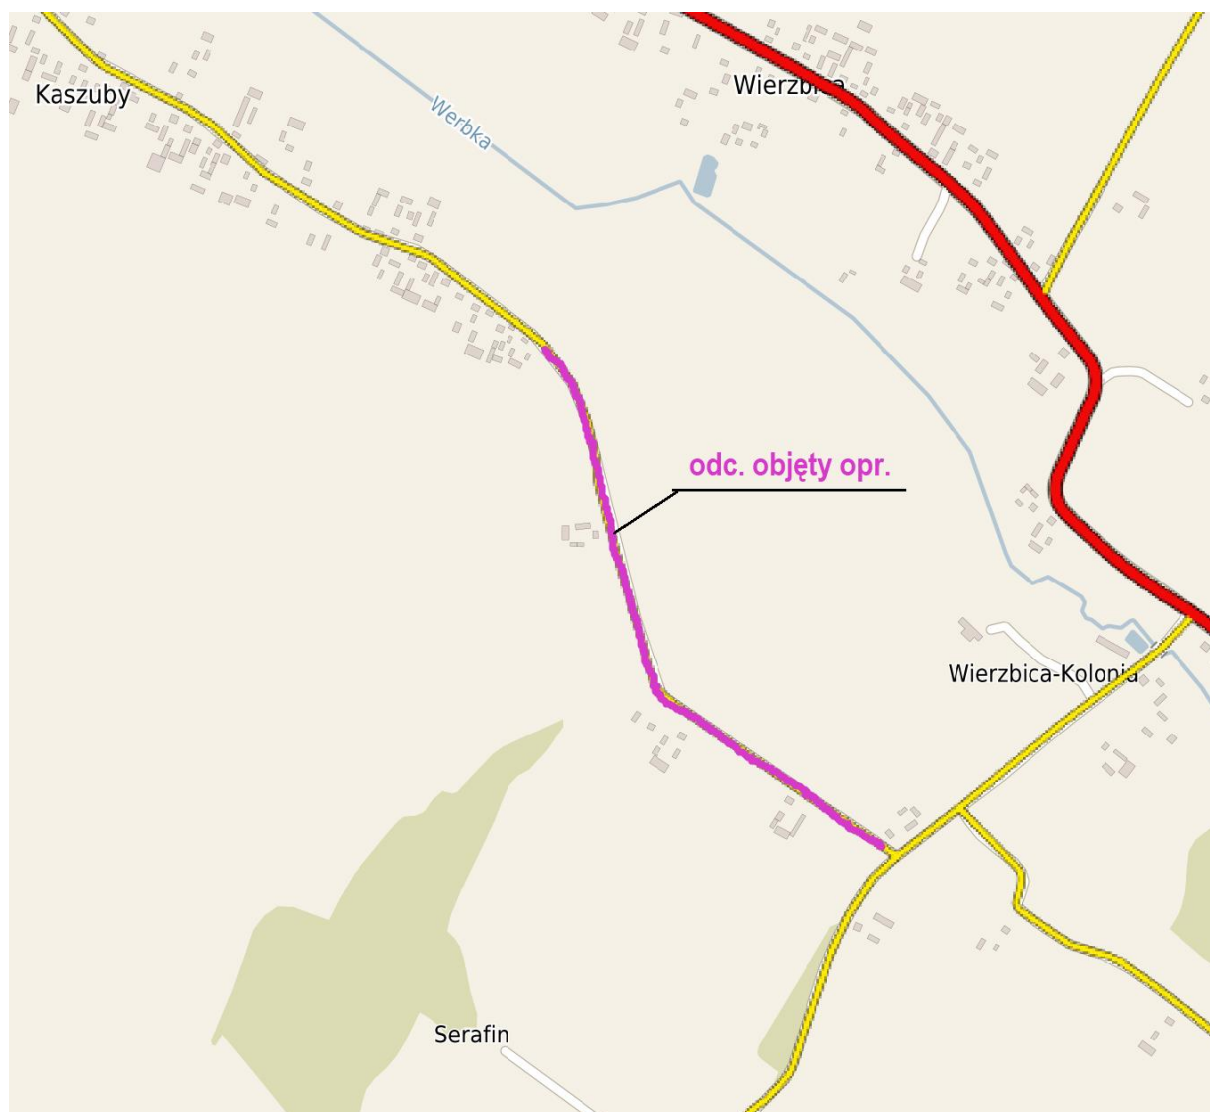 Wierzbica
Kaszuby
Werbka
odc. objęty opr.
Wierzbica-Kolonia
Serafin